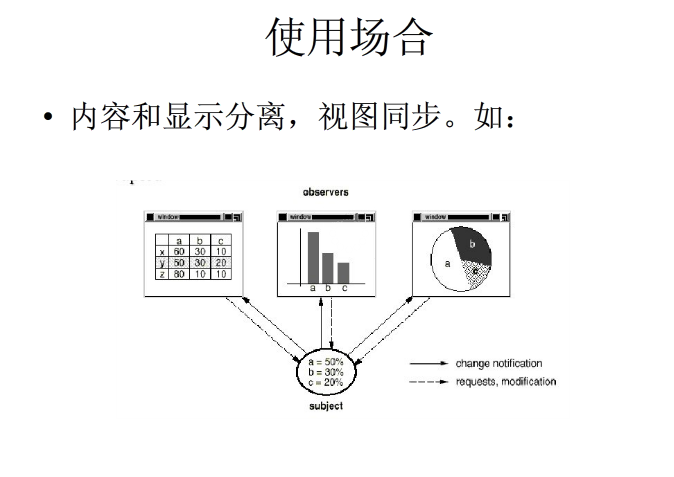 使用场合
• 内容和显示分离，视图同步。如：
observers
window
window
window
a b c
x 60 30 10
y 50 30 20
z 80 10 10
a b c
a
b
c
a = 50%
b = 30%
c = 20%
subject
change notification
requests, modification